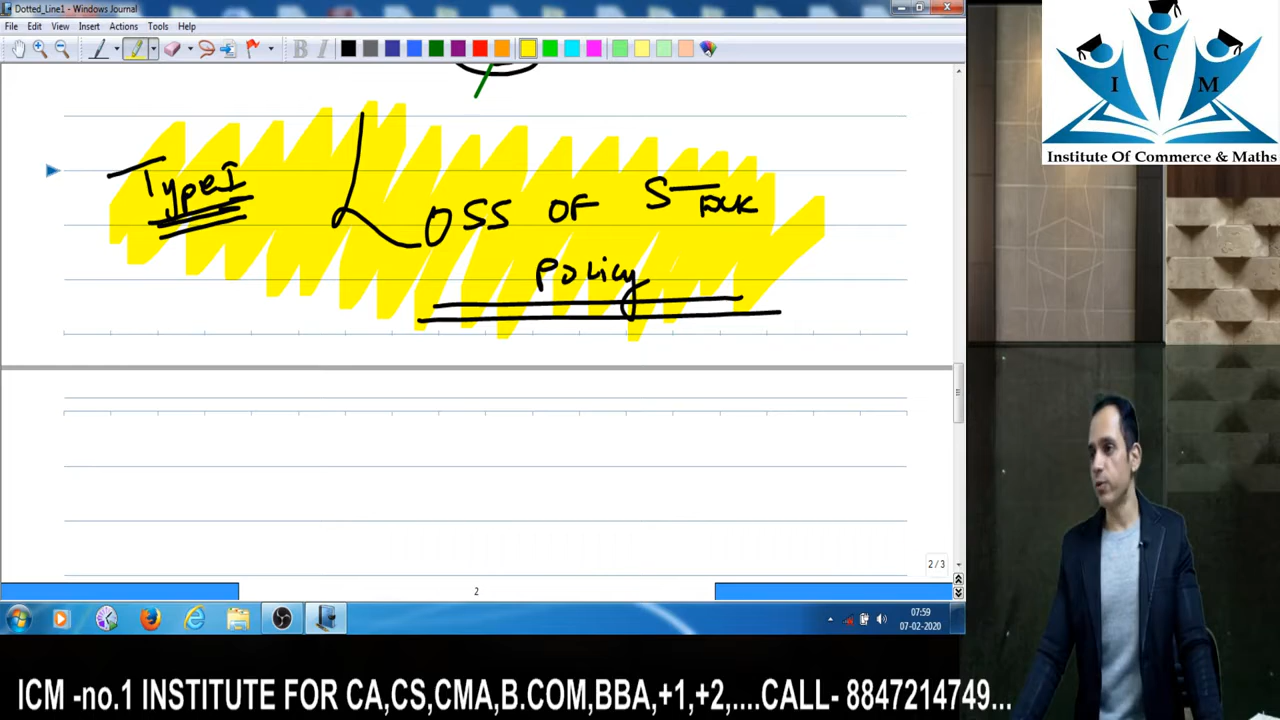 Dotted_Line1 - Windows Journal
File Edit View Insert Actions Tools Help
B I
Type I Loss OF Stock
Policy
2/3
2
07:59
07-02-2020
I C M
Institute Of Commerce & Maths
ICM -no.1 INSTITUTE FOR CA,CS,CMA,B.COM,BBA,+1,+2,....CALL- 8847214749...